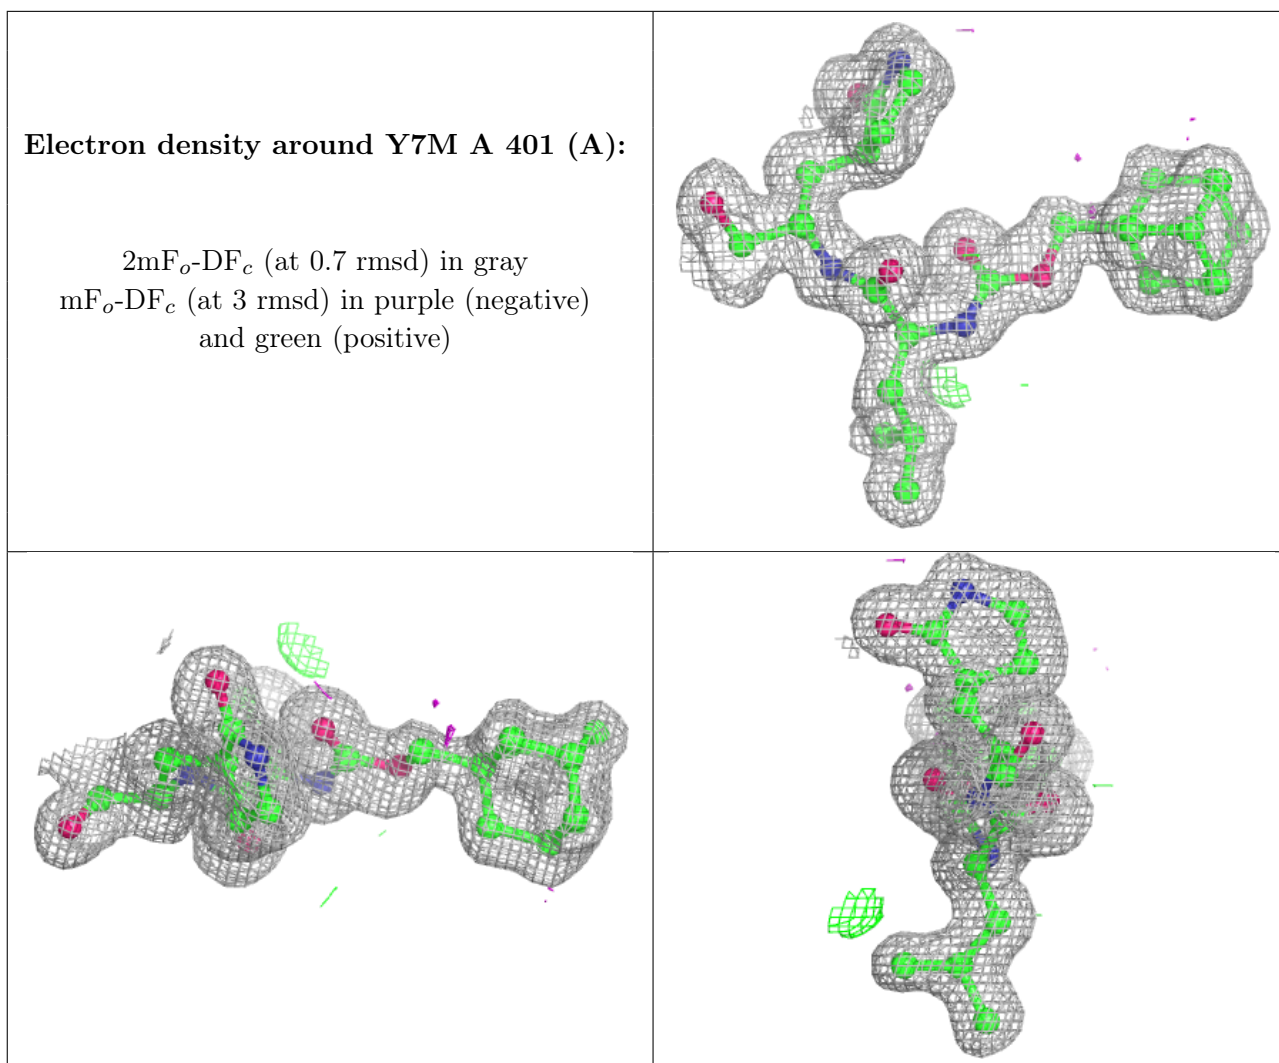 Electron density around Y7M A 401 (A):
2mFo-DFc (at 0.7 rmsd) in gray
mFo-DFc (at 3 rmsd) in purple (negative)
and green (positive)